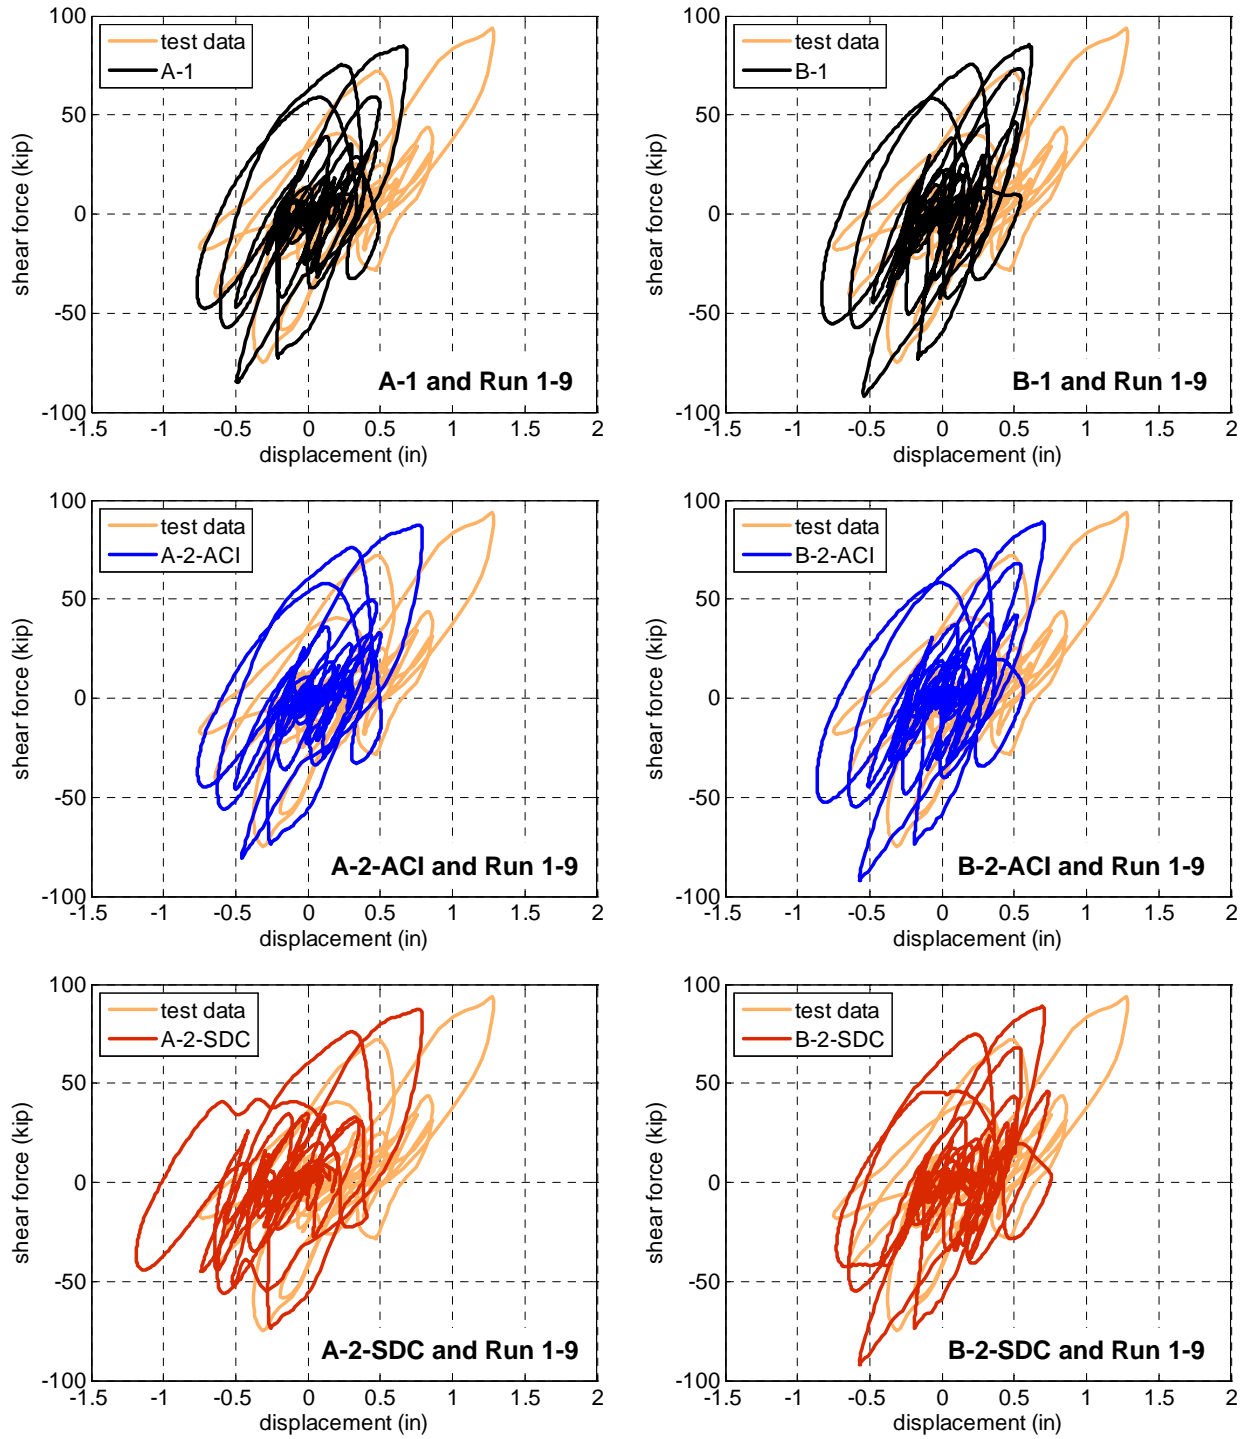 100
50
0
-50
-100
shear force (kip)
test data
A-1
A-1 and Run 1-9
-1.5 -1 -0.5 0 0.5 1 1.5 2
displacement (in)
100
50
0
-50
-100
shear force (kip)
test data
B-1
B-1 and Run 1-9
-1.5 -1 -0.5 0 0.5 1 1.5 2
displacement (in)
100
50
0
-50
-100
shear force (kip)
test data
A-2-ACI
A-2-ACI and Run 1-9
-1.5 -1 -0.5 0 0.5 1 1.5 2
displacement (in)
100
50
0
-50
-100
shear force (kip)
test data
B-2-ACI
B-2-ACI and Run 1-9
-1.5 -1 -0.5 0 0.5 1 1.5 2
displacement (in)
100
50
0
-50
-100
shear force (kip)
test data
A-2-SDC
A-2-SDC and Run 1-9
-1.5 -1 -0.5 0 0.5 1 1.5 2
displacement (in)
100
50
0
-50
-100
shear force (kip)
test data
B-2-SDC
B-2-SDC and Run 1-9
-1.5 -1 -0.5 0 0.5 1 1.5 2
displacement (in)